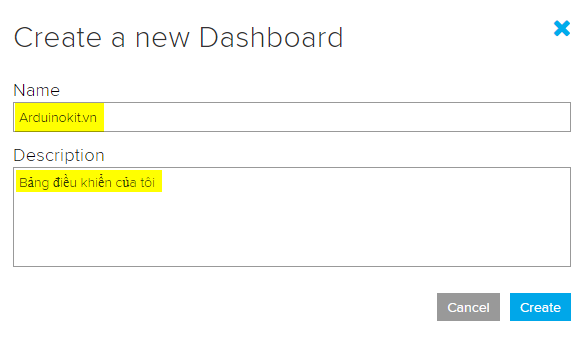 Create a new Dashboard
Name
Arduinokit.vn
Description
Bảng điều khiển của tôi
Cancel Create